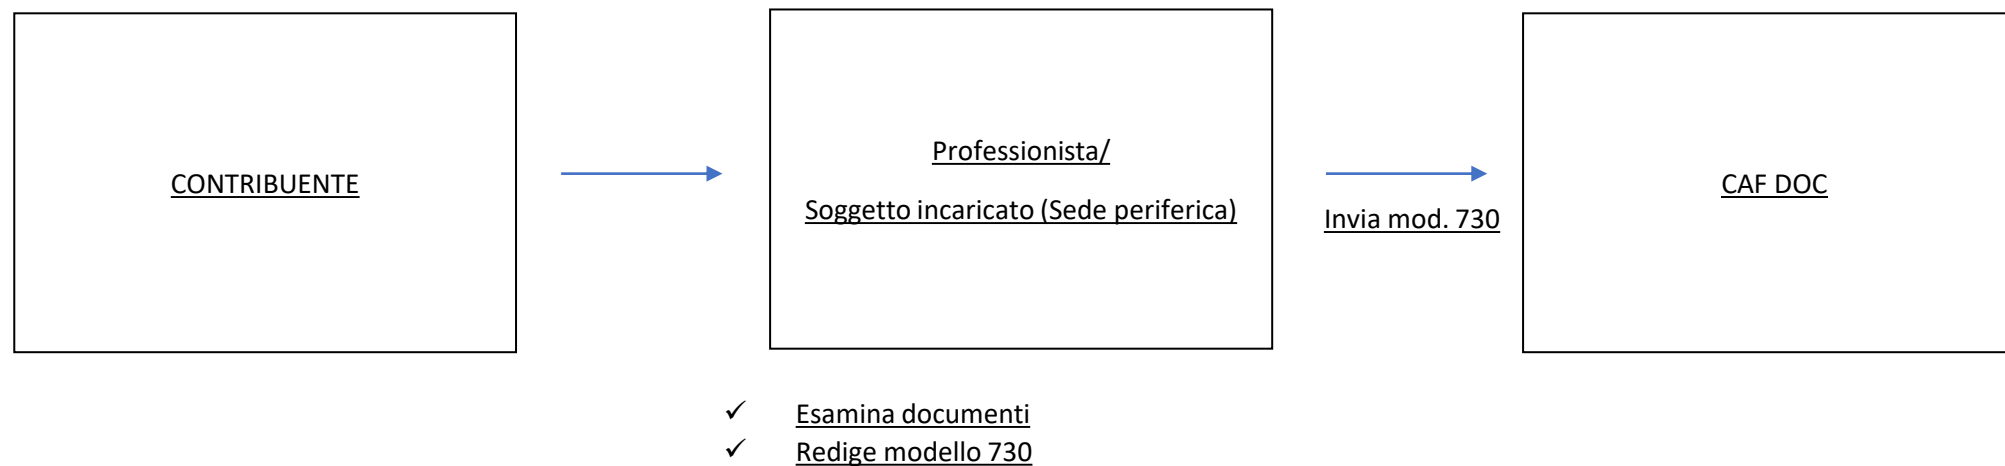 CONTRIBUENTE
Professionista/
Soggetto incaricato (Sede periferica)
Invia mod. 730
CAF DOC
✓ Esamina documenti
✓ Redige modello 730